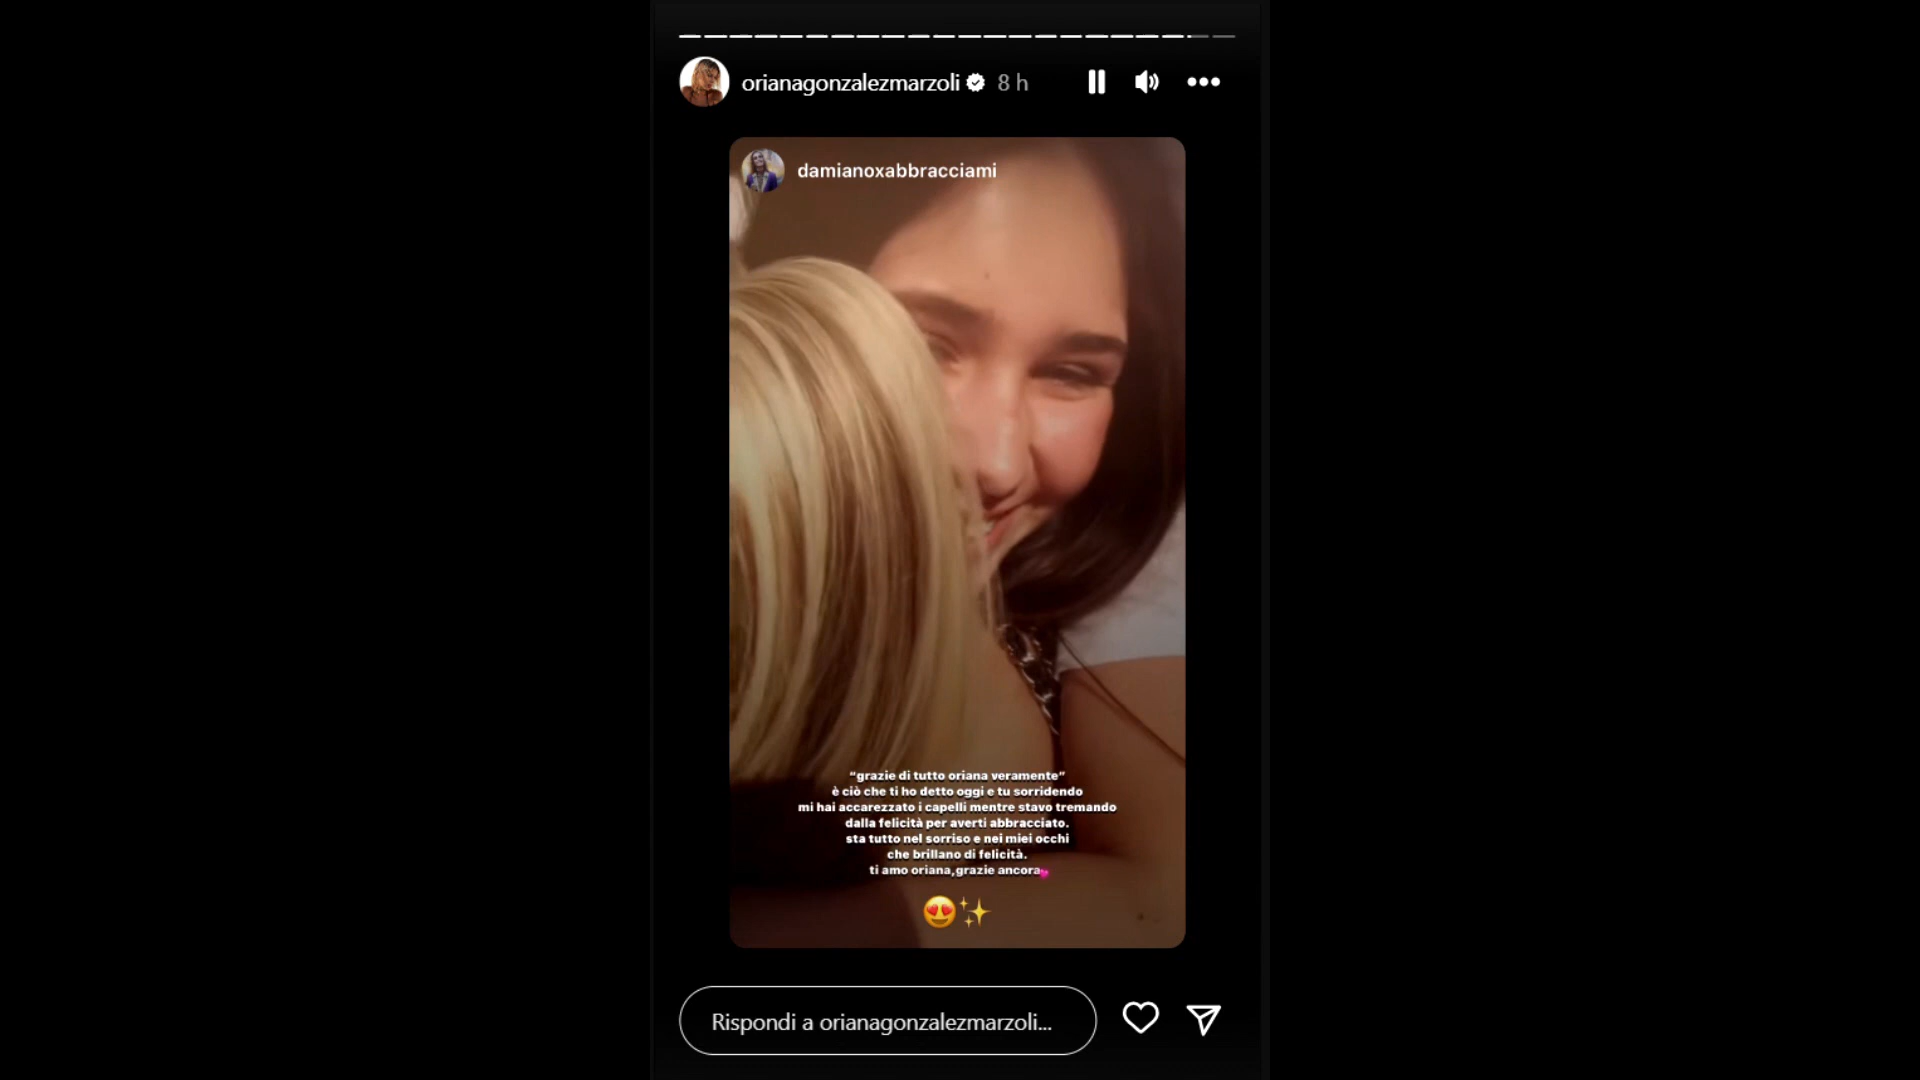 orianagonzalezmarzoli 8 h
damianoxabbracciami
“grazie di tutto oriana veramente”
è ciò che ti ho detto oggi e tu sorridendo
mi hai accarezzato i capelli mentre stavo tremando
dalla felicità per averti abbracciato.
sta tutto nel sorriso e nei miei occhi
che brillano di felicità.
ti amo oriana,grazie ancora
Rispondi a orianagonzalezmarzoli...